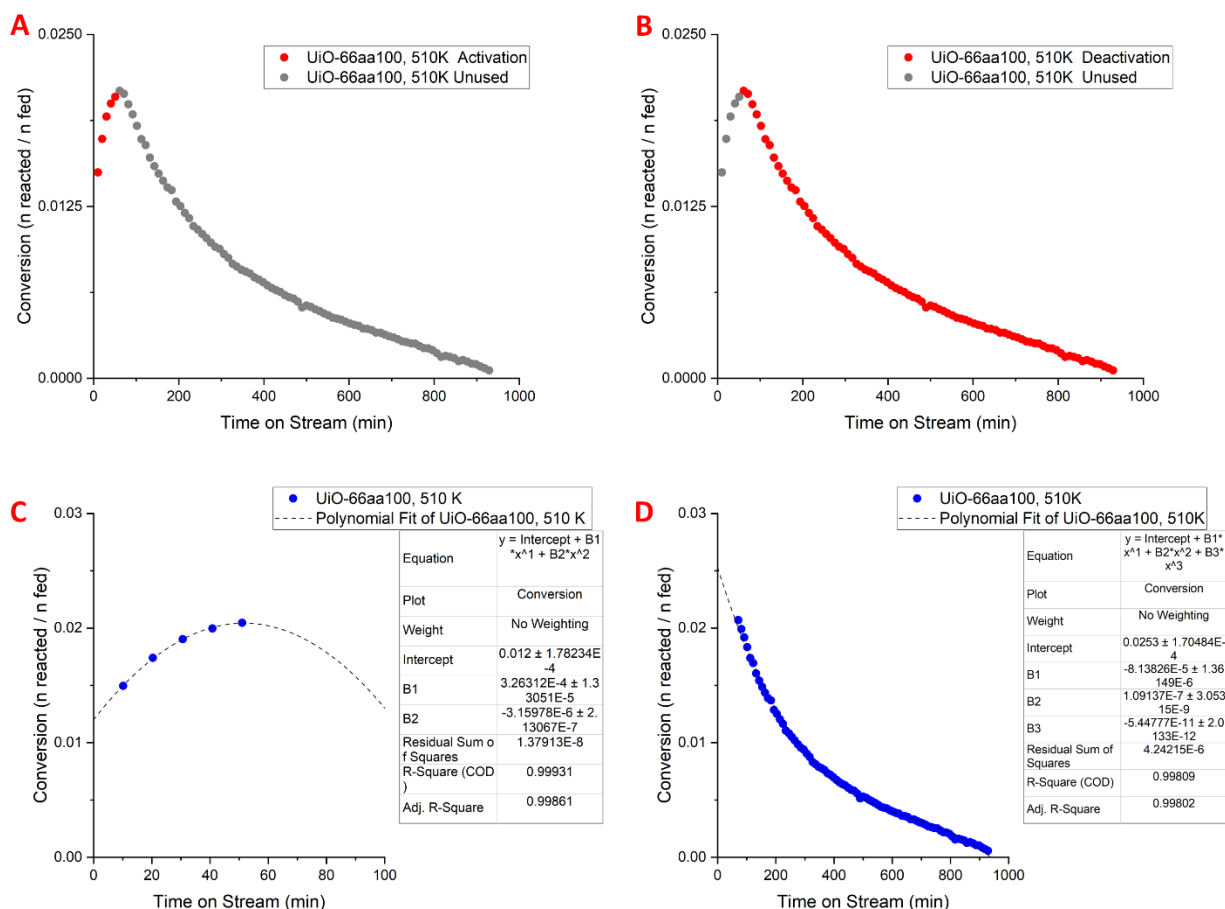 A
0.0250
0.0125
0.0000
Conversion (n reacted / n fed)
UiO-66aa100, 510K Activation
UiO-66aa100, 510K Unused
0
200
400
600
800
1000
Time on Stream (min)
B
0.0250
0.0125
0.0000
Conversion (n reacted / n fed)
UiO-66aa100, 510K Deactivation
UiO-66aa100, 510K Unused
0
200
400
600
800
1000
Time on Stream (min)
C
0.03
0.02
0.01
0.00
Conversion (n reacted / n fed)
UiO-66aa100, 510 K
Polynomial Fit of UiO-66aa100, 510 K
Equation
y = Intercept + B1
*x^1 + B2*x^2
Plot
Conversion
Weight
No Weighting
Intercept
0.012 ± 1.78234E
-4
B1
3.26312E-4 ± 1.3
3051E-5
B2
-3.15978E-6 ± 2.
13067E-7
Residual Sum o
f Squares
1.37913E-8
R-Square (COD
)
0.99931
Adj. R-Square
0.99861
0
20
40
60
80
100
Time on Stream (min)
D
0.03
0.02
0.01
0.00
Conversion (n reacted / n fed)
UiO-66aa100, 510K
Polynomial Fit of UiO-66aa100, 510K
Equation
y = Intercept + B1*
x^1 + B2*x^2 + B3*
x^3
Plot
Conversion
Weight
No Weighting
Intercept
0.0253 ± 1.70484E-
4
B1
-8.13826E-5 ± 1.36
149E-6
B2
1.09137E-7 ± 3.053
15E-9
B3
-5.44777E-11 ± 2.0
133E-12
Residual Sum of
Squares
4.24215E-6
R-Square (COD)
0.99809
Adj. R-Square
0.99802
0
200
400
600
800
1000
Time on Stream (min)